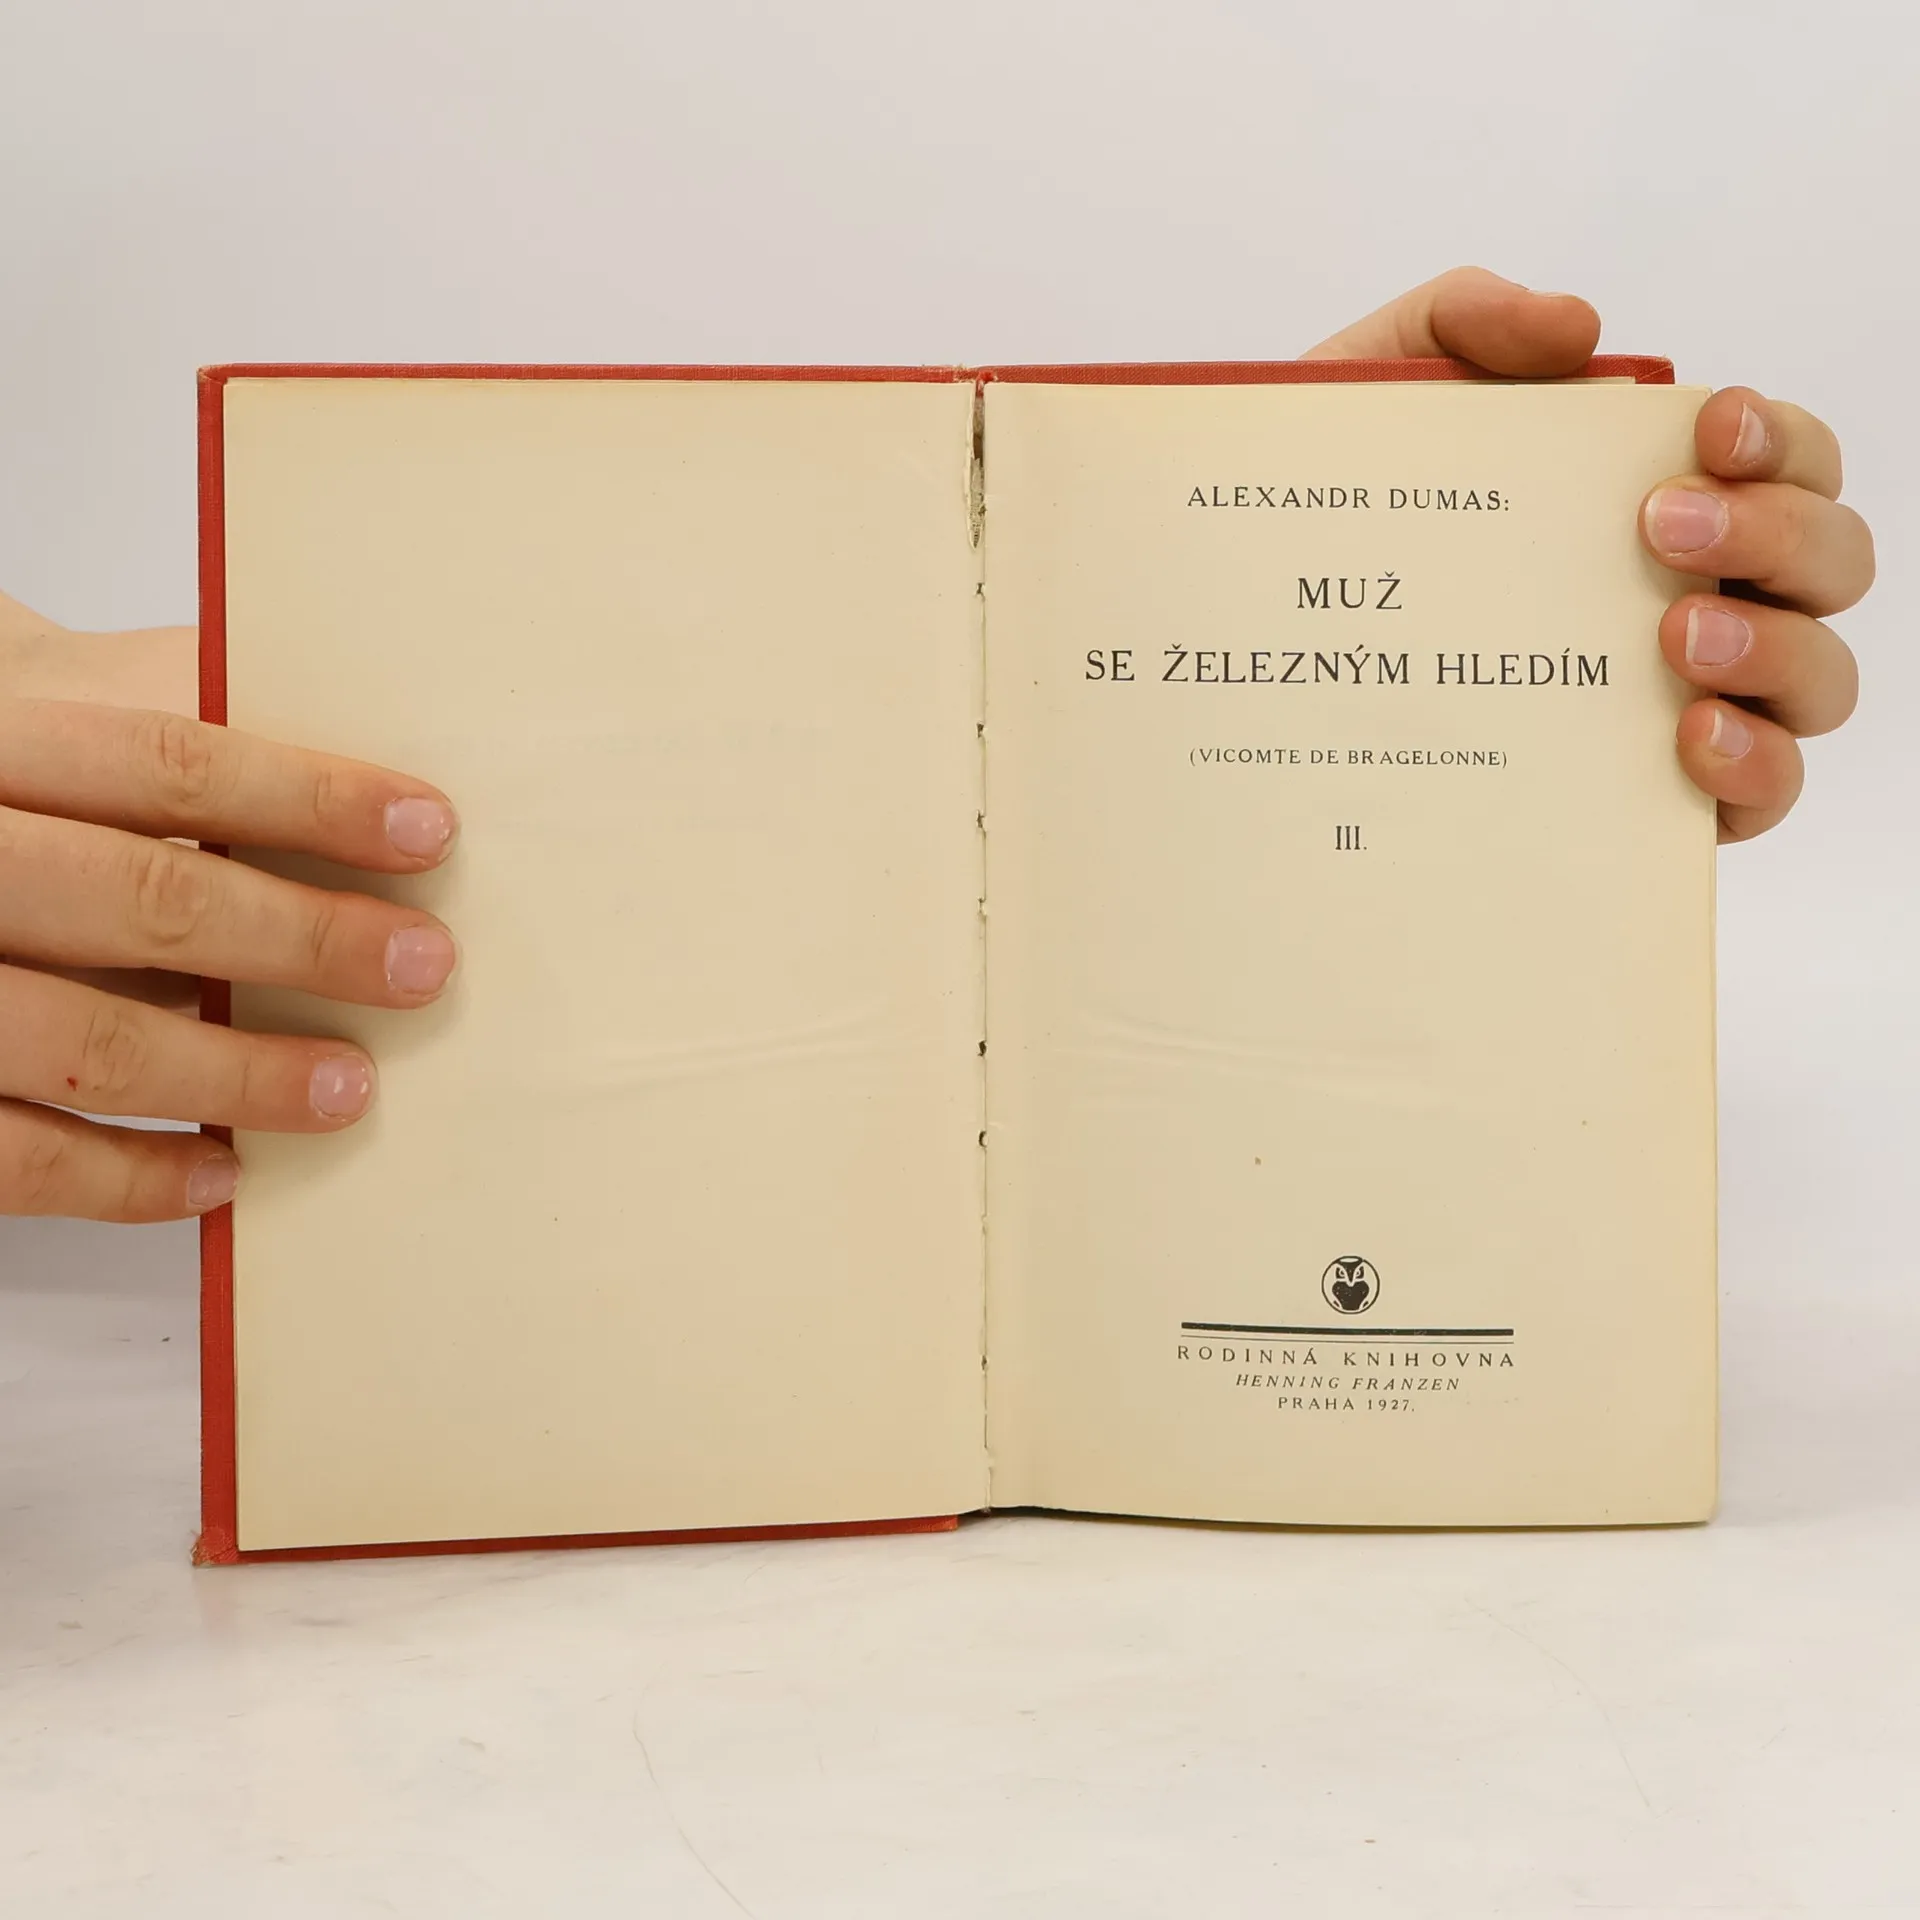 ALEXANDR DUMAS:
MUŽ
SE ŽELEZNÝM HLEDÍM
(VICOMTE DE BRAGELONNE)
III.
RODINNÁ KNIHOVNA
HENNING FRANZEN
PRAHA 1927.